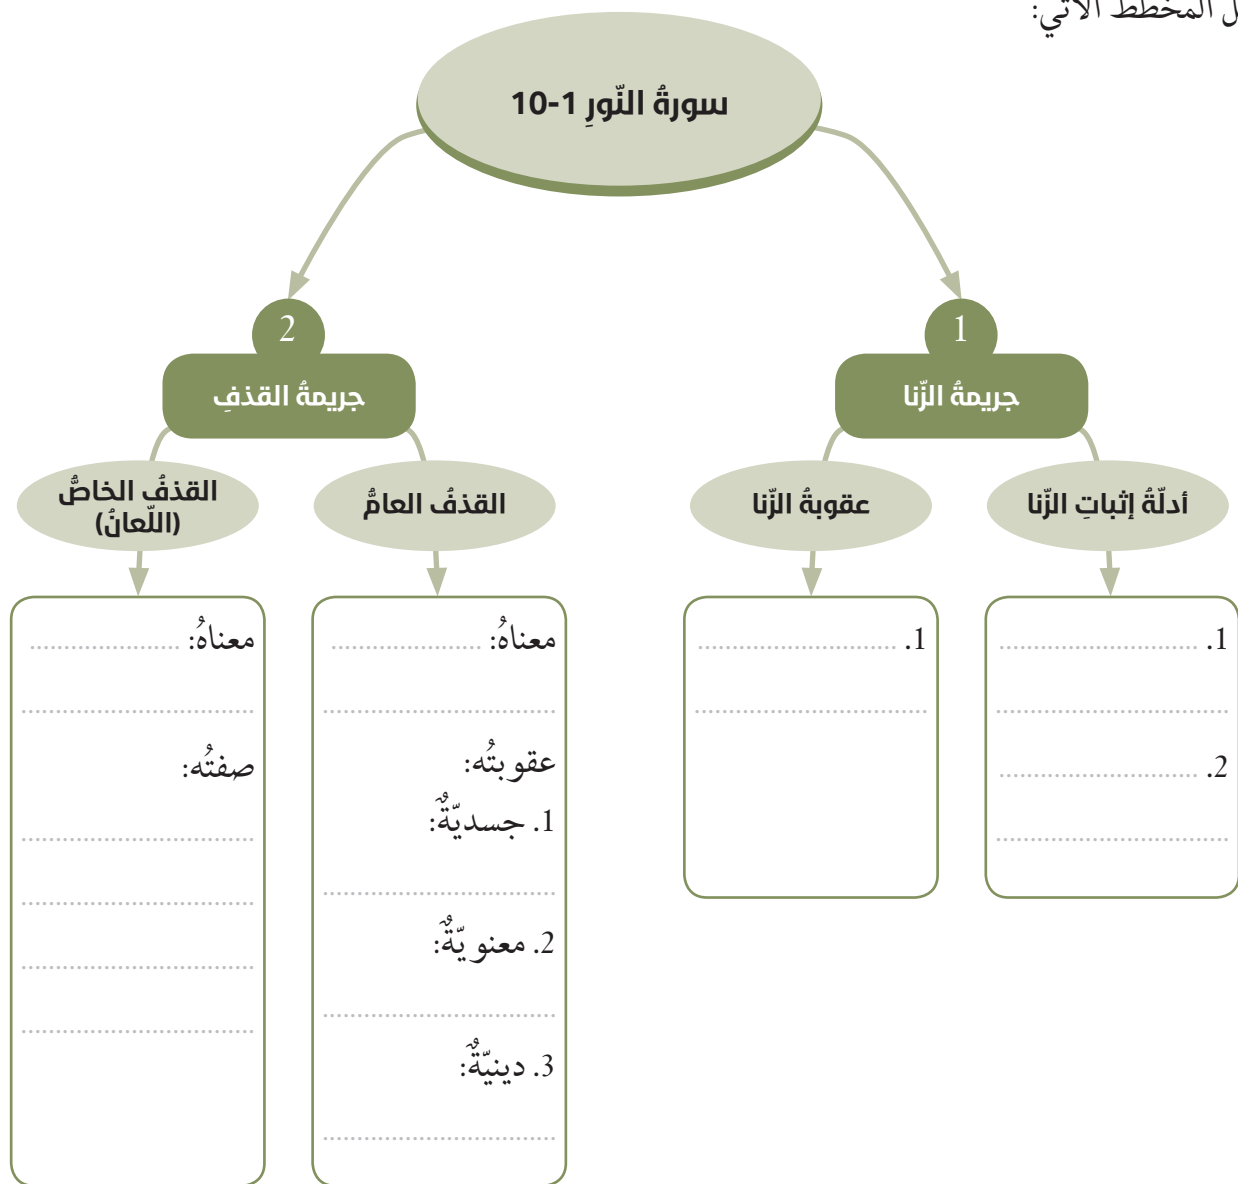 المخطط الآتي:
سورةُ النّورِ 1-10
1
جريمةُ الزّنا
2
جريمةُ القذفِ
أدلّةُ إثباتِ الزّنا
1. ............................
..................................
2. ............................
..................................
عقوبةُ الزّنا
1. ............................
..................................
القذفُ العامُّ
معناهُ: ......................
..................................
عقوبتُه:
1. جسديّةٌ:
..................................
2. معنويّةٌ:
..................................
3. دينيّةٌ:
..................................
القذفُ الخاصُّ
(اللّعانُ)
معناهُ: ......................
..................................
صفتُه:
..................................
..................................
..................................
..................................